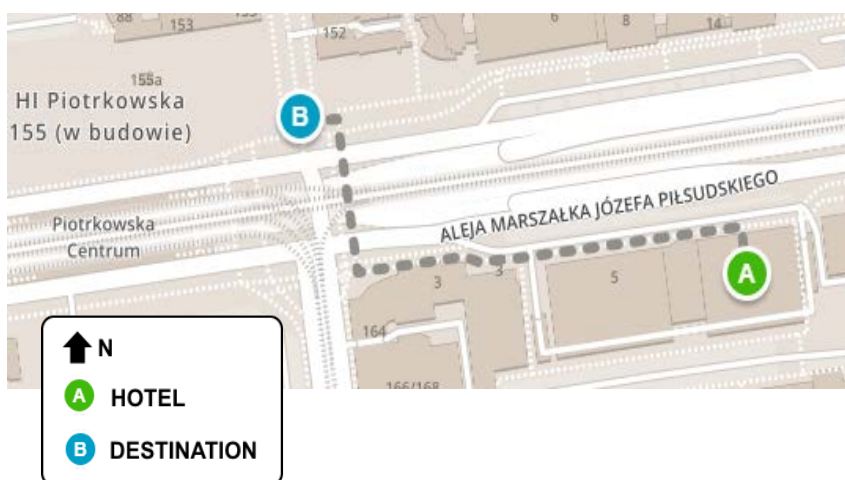 88
153
152
6
8
14
155a
HI Piotrkowska
155 (w budowie)
B
ALEJA MARSZAŁKA JÓZEFA PIŁSUDSKIEGO
Piotrkowska
Centrum
A
3
3
5
164
166/168
N
A HOTEL
B DESTINATION